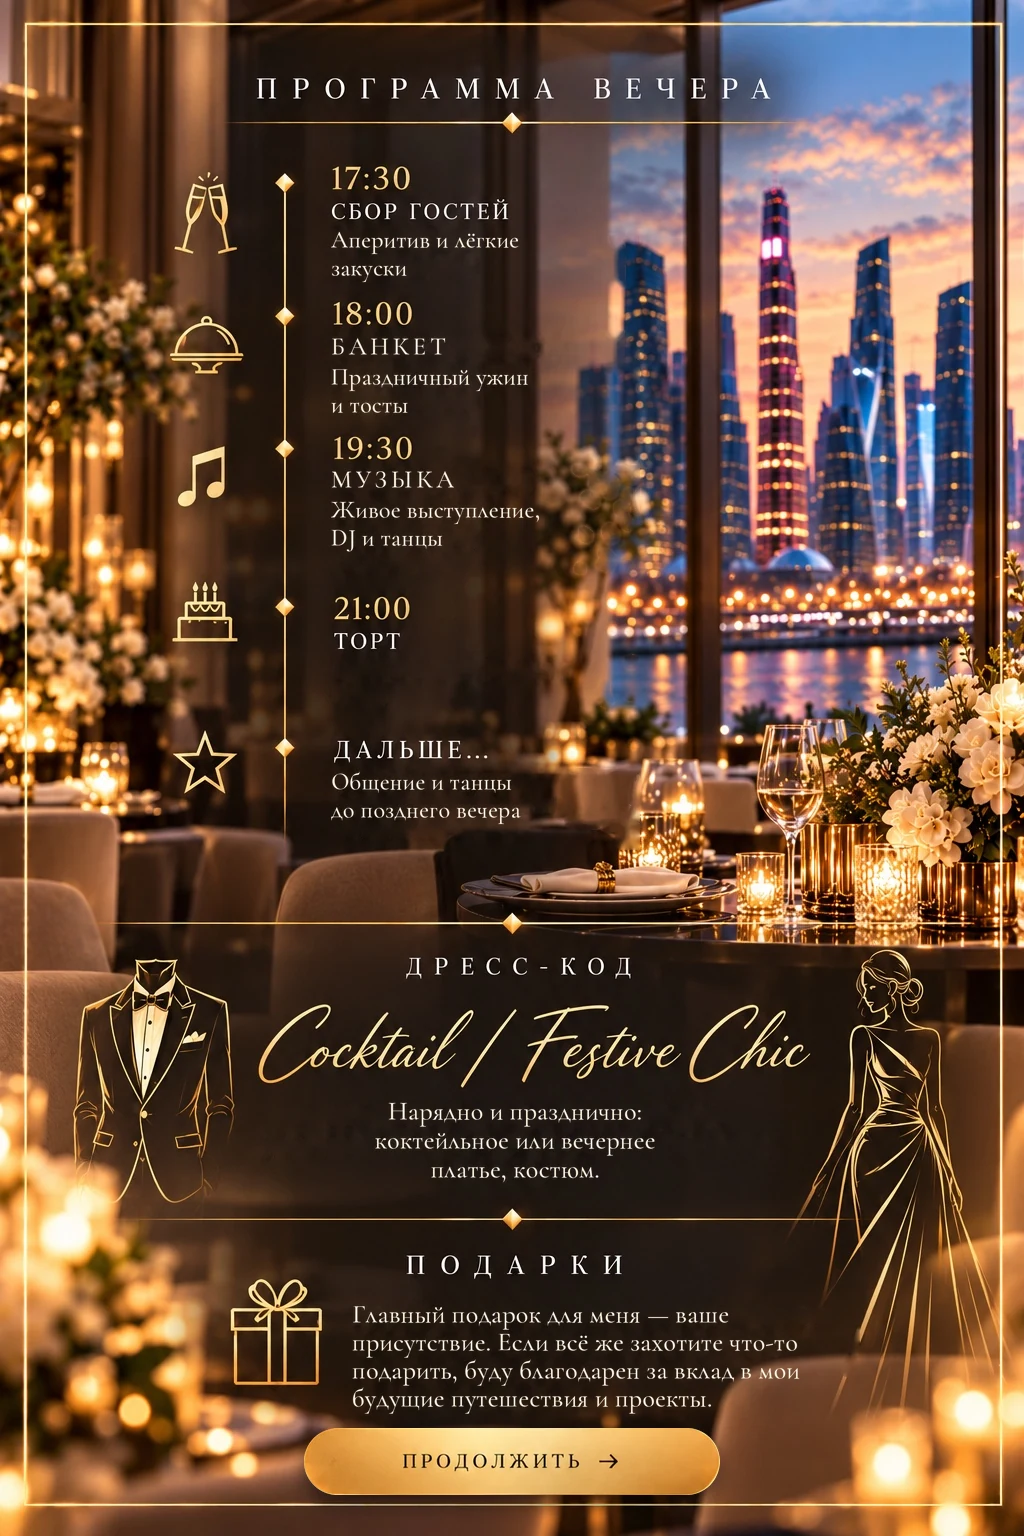 ПРОГРАММА ВЕЧЕРА
17:30
СБОР ГОСТЕЙ
Аперитив и лёгкие
закуски
18:00
БАНКЕТ
Праздничный ужин
и тосты
19:30
МУЗЫКА
Живое выступление,
DJ и танцы
21:00
ТОРТ
ДАЛЬШЕ...
Общение и танцы
до позднего вечера
ДРЕСС-КОД
Cocktail / Festive Chic
Нарядно и празднично:
коктейльное или вечернее
платье, костюм.
ПОДАРКИ
Главный подарок для меня — ваше
присутствие. Если всё же захотите что-то
подарить, буду благодарен за вклад в мои
будущие путешествия и проекты.
ПРОДОЛЖИТЬ →